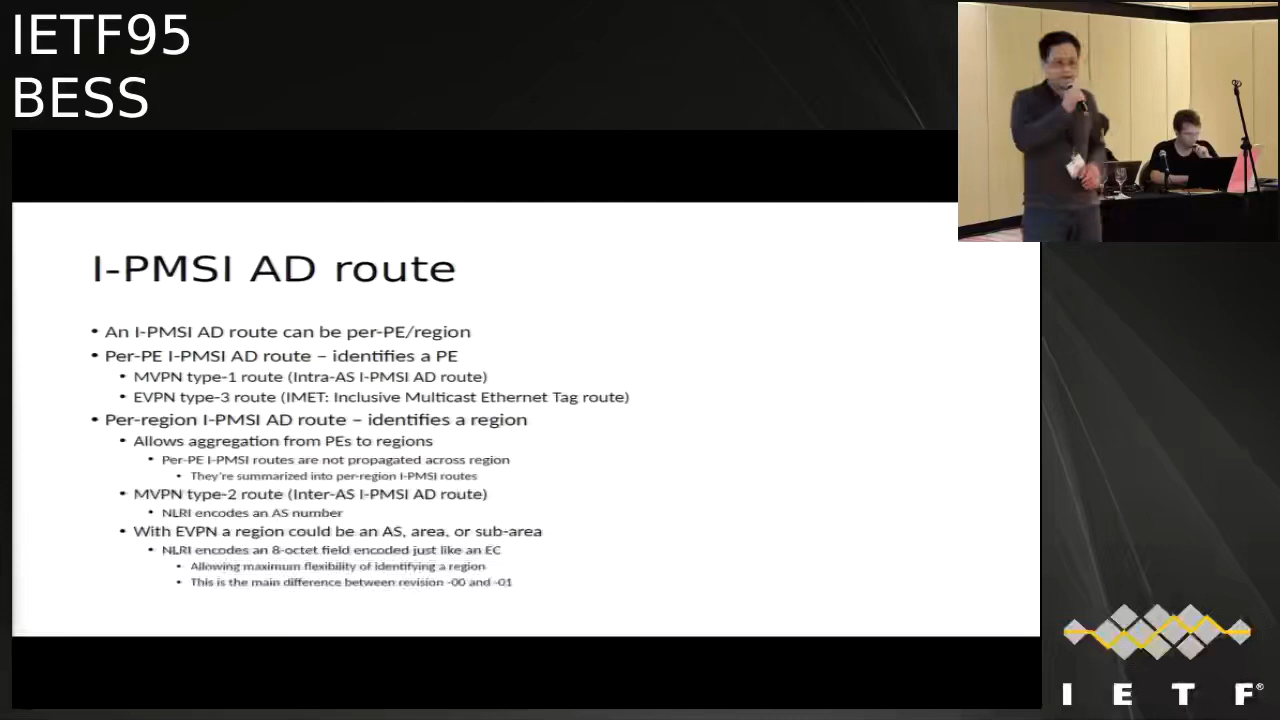 IETF95
BESS
I-PMSI AD route
• An I-PMSI AD route can be per-PE/region
• Per-PE I-PMSI AD route – identifies a PE
• MVPN type-1 route (Intra-AS I-PMSI AD route)
• EVPN type-3 route (IMET: Inclusive Multicast Ethernet Tag route)
• Per-region I-PMSI AD route – identifies a region
• Allows aggregation from PEs to regions
• Per-PE I-PMSI routes are not propagated across region
• They're summarized into per-region I-PMSI routes
• MVPN type-2 route (Inter-AS I-PMSI AD route)
• NLRI encodes an AS number
• With EVPN a region could be an AS, area, or sub-area
• NLRI encodes an 8-octet field encoded just like an EC
• Allowing maximum flexibility of identifying a region
• This is the main difference between revision -00 and -01
I E T F®